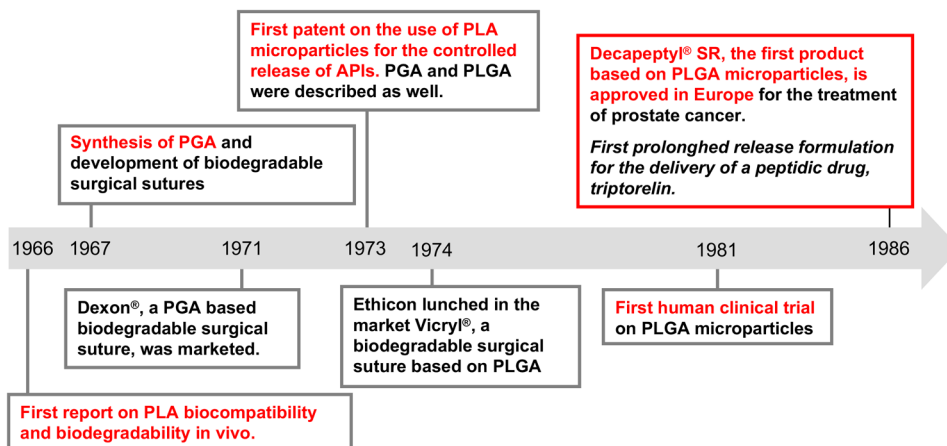 First patent on the use of PLA
microparticles for the controlled
release of APIs. PGA and PLGA
were described as well.
Decapeptyl® SR, the first product
based on PLGA microparticles, is
approved in Europe for the treatment
of prostate cancer.
First prolonghed release formulation
for the delivery of a peptidic drug,
triptorelin.
Synthesis of PGA and
development of biodegradable
surgical sutures
1966 1967 1971 1973 1974 1981 1986
Dexon®, a PGA based
biodegradable surgical
suture, was marketed.
Ethicon lunched in the
market Vicryl®, a
biodegradable surgical
suture based on PLGA
First human clinical trial
on PLGA microparticles
First report on PLA biocompatibility
and biodegradability in vivo.